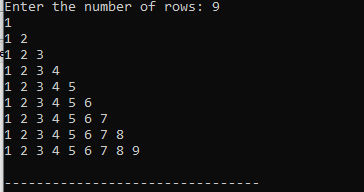 Enter the number of rows: 9
1
1 2
1 2 3
1 2 3 4
1 2 3 4 5
1 2 3 4 5 6
1 2 3 4 5 6 7
1 2 3 4 5 6 7 8
1 2 3 4 5 6 7 8 9
--------------------------------